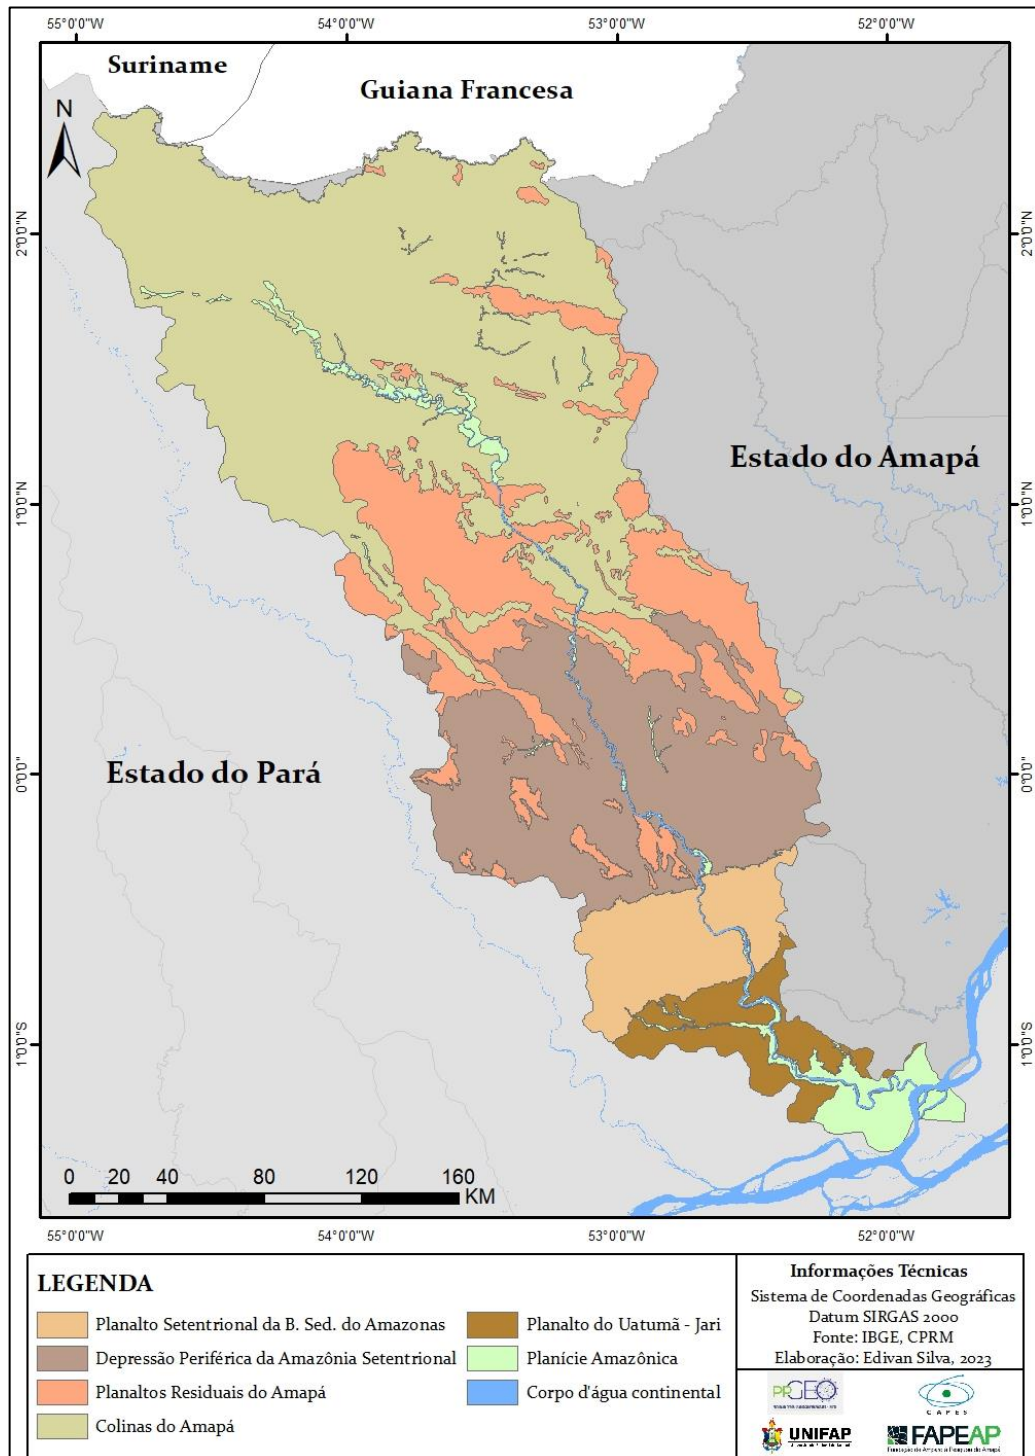 55°0'0"W 54°0'0"W 53°0'0"W 52°0'0"W
Suriname
Guiana Francesa
N
2°0'0"N 2°0'0"N
Estado do Amapá
1°0'0"N 1°0'0"N
Estado do Pará
0°0'0" 0°0'0"
1°0'0"S 1°0'0"S
0 20 40 80 120 160
KM
55°0'0"W 54°0'0"W 53°0'0"W 52°0'0"W
LEGENDA
Planalto Setentrional da B. Sed. do Amazonas
Depressão Periférica da Amazônia Setentrional
Planaltos Residuais do Amapá
Colinas do Amapá
Planalto do Uatumã - Jari
Planície Amazônica
Corpo d'água continental
Informações Técnicas
Sistema de Coordenadas Geográficas
Datum SIRGAS 2000
Fonte: IBGE, CPRM
Elaboração: Edivan Silva, 2023
PPGEO
CAPES
UNIFAP
FAPEAP